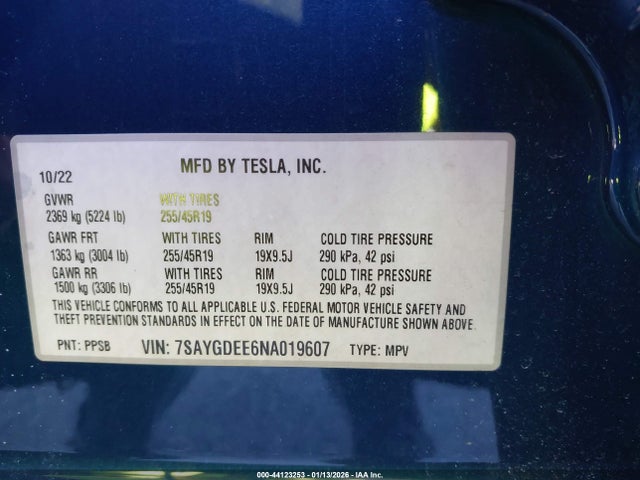 MFD BY TESLA, INC.
10/22
GVWR WITH TIRES
2369 kg (5224 lb) 255/45R19
GAWR FRT WITH TIRES RIM COLD TIRE PRESSURE
1363 kg (3004 lb) 255/45R19 19X9.5J 290 kPa, 42 psi
GAWR RR WITH TIRES RIM COLD TIRE PRESSURE
1500 kg (3306 lb) 255/45R19 19X9.5J 290 kPa, 42 psi
THIS VEHICLE CONFORMS TO ALL APPLICABLE U.S. FEDERAL MOTOR VEHICLE SAFETY AND
THEFT PREVENTION STANDARDS IN EFFECT ON THE DATE OF MANUFACTURE SHOWN ABOVE.
PNT: PPSB VIN: 7SAYGDEE6NA019607 TYPE: MPV
000-44123253 - 01/13/2026 - IAA Inc.